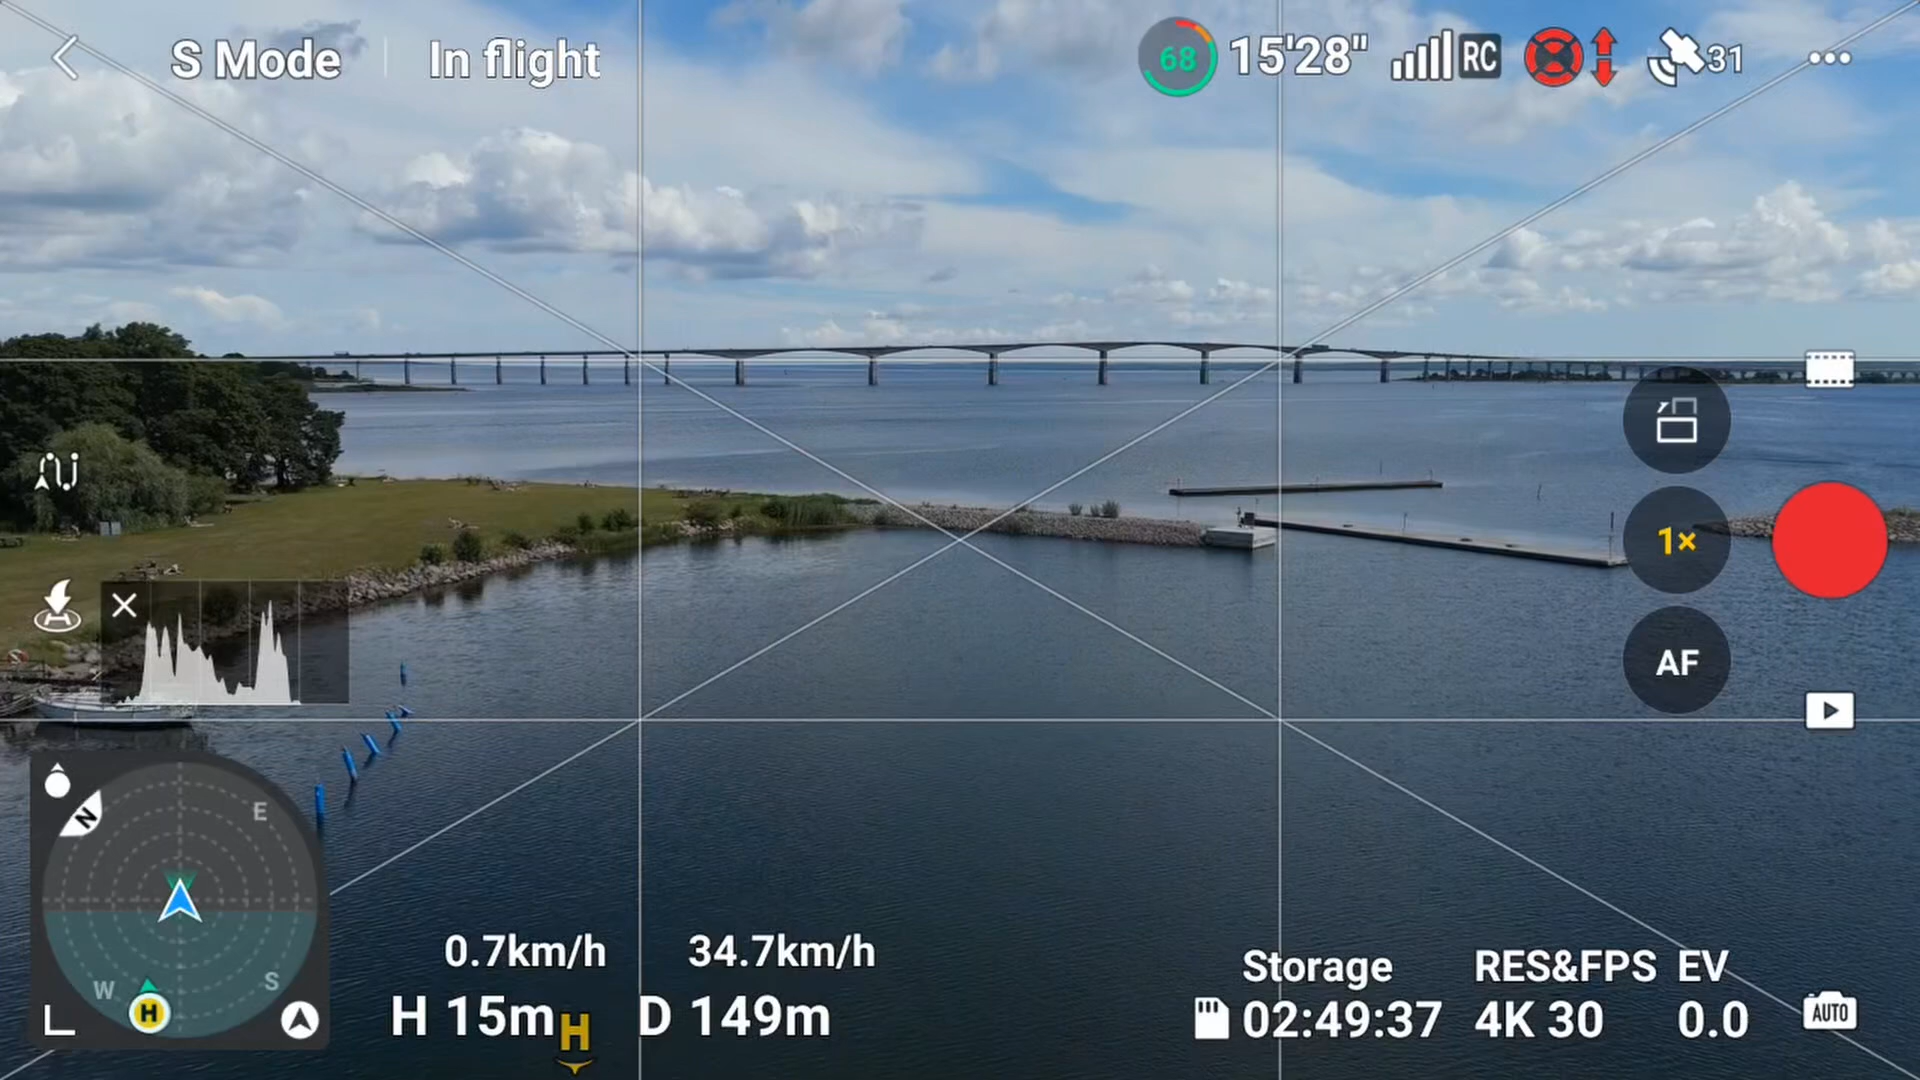 S Mode | In flight
68 15'28" RC 31
1×
AF
N E
W S
H
0.7km/h 34.7km/h
H 15m D 149m
H
Storage RES&FPS EV
02:49:37 4K 30 0.0
AUTO